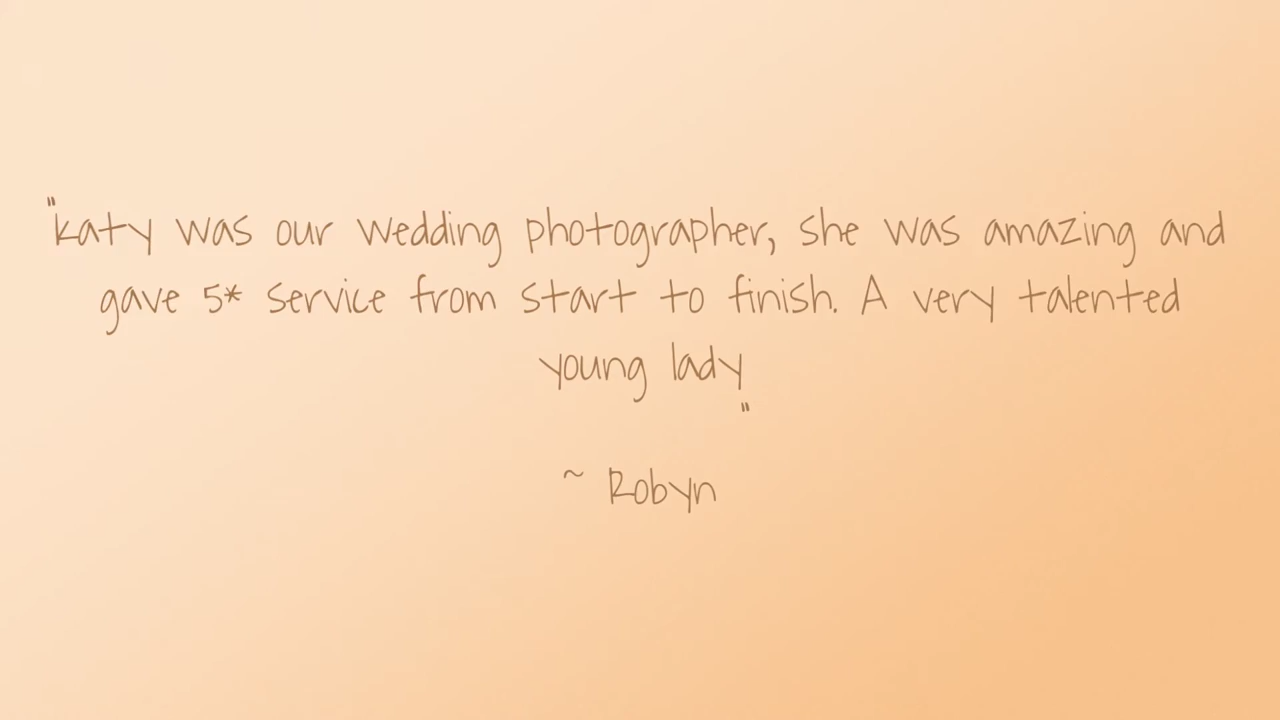 "Katy was our wedding photographer, she was amazing and
gave 5* service from start to finish. A very talented
young lady
"
~ Robyn